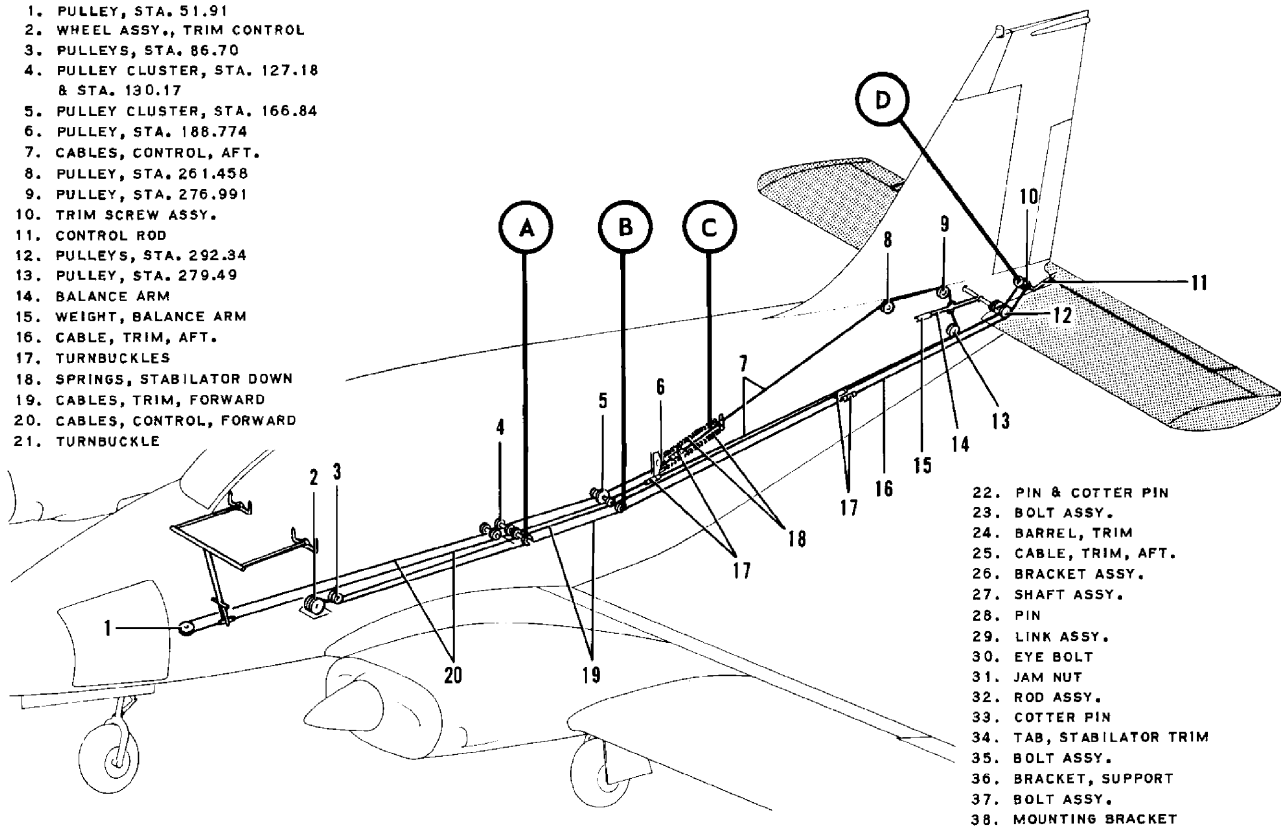 1. PULLEY, STA. 51.91
2. WHEEL ASSY., TRIM CONTROL
3. PULLEYS, STA. 86.70
4. PULLEY CLUSTER, STA. 127.18
& STA. 130.17
5. PULLEY CLUSTER, STA. 166.84
6. PULLEY, STA. 188.774
7. CABLES, CONTROL, AFT.
8. PULLEY, STA. 261.458
9. PULLEY, STA. 276.991
10. TRIM SCREW ASSY.
11. CONTROL ROD
12. PULLEYS, STA. 292.34
13. PULLEY, STA. 279.49
14. BALANCE ARM
15. WEIGHT, BALANCE ARM
16. CABLE, TRIM, AFT.
17. TURNBUCKLES
18. SPRINGS, STABILATOR DOWN
19. CABLES, TRIM, FORWARD
20. CABLES, CONTROL, FORWARD
21. TURNBUCKLE
D
A
B
C
10
9
8
11
12
7
6
5
13
4
14
15
2
3
16
17
18
17
1
20
19
22. PIN & COTTER PIN
23. BOLT ASSY.
24. BARREL, TRIM
25. CABLE, TRIM, AFT.
26. BRACKET ASSY.
27. SHAFT ASSY.
28. PIN
29. LINK ASSY.
30. EYE BOLT
31. JAM NUT
32. ROD ASSY.
33. COTTER PIN
34. TAB, STABILATOR TRIM
35. BOLT ASSY.
36. BRACKET, SUPPORT
37. BOLT ASSY.
38. MOUNTING BRACKET